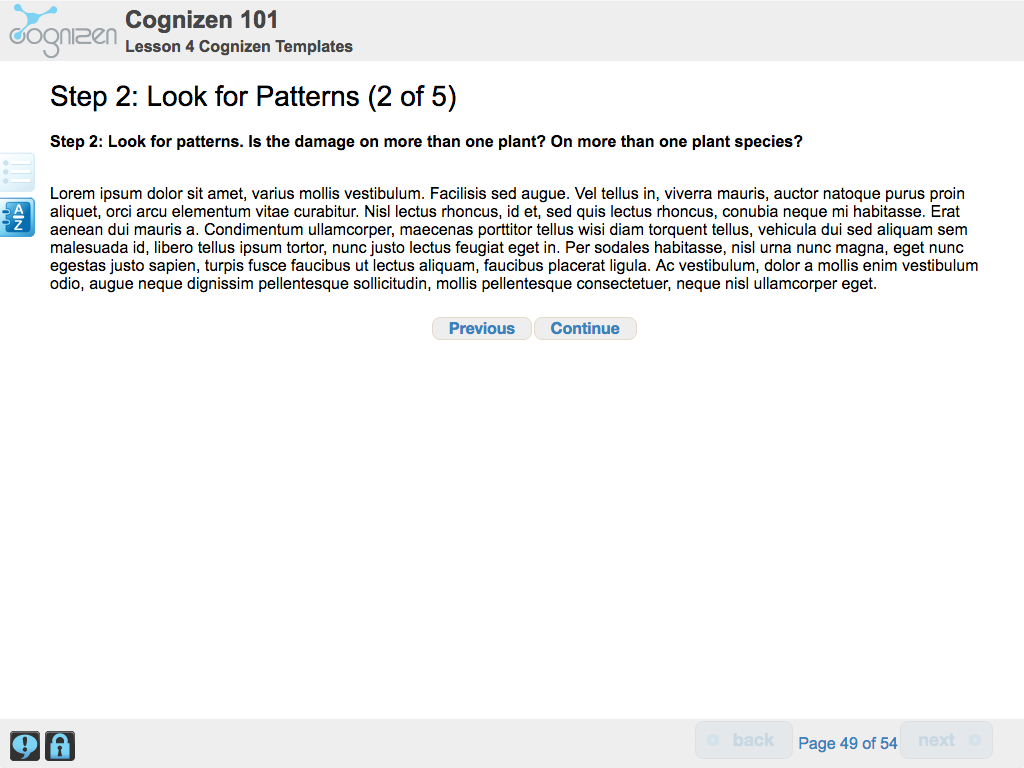 cognizen
Cognizen 101
Lesson 4 Cognizen Templates
Step 2: Look for Patterns (2 of 5)
Step 2: Look for patterns. Is the damage on more than one plant? On more than one plant species?
A
Z
Lorem ipsum dolor sit amet, varius mollis vestibulum. Facilisis sed augue. Vel tellus in, viverra mauris, auctor natoque purus proin
aliquet, orci arcu elementum vitae curabitur. Nisl lectus rhoncus, id et, sed quis lectus rhoncus, conubia neque mi habitasse. Erat
aenean dui mauris a. Condimentum ullamcorper, maecenas porttitor tellus wisi diam torquent tellus, vehicula dui sed aliquam sem
malesuada id, libero tellus ipsum tortor, nunc justo lectus feugiat eget in. Per sodales habitasse, nisl urna nunc magna, eget nunc
egestas justo sapien, turpis fusce faucibus ut lectus aliquam, faucibus placerat ligula. Ac vestibulum, dolor a mollis enim vestibulum
odio, augue neque dignissim pellentesque sollicitudin, mollis pellentesque consectetuer, neque nisl ullamcorper eget.
Previous Continue
back Page 49 of 54 next